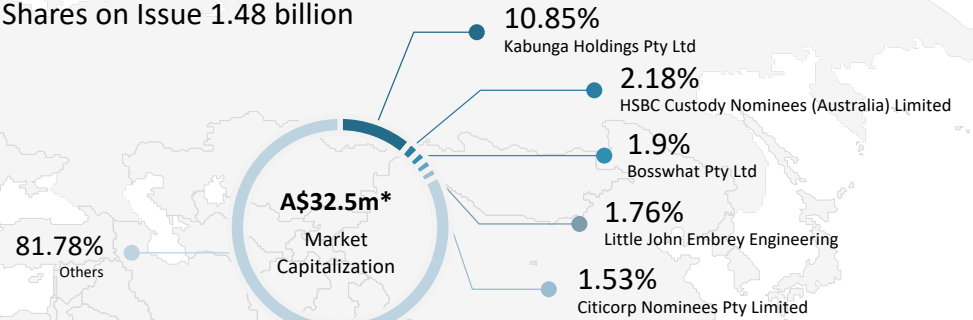 Shares on Issue 1.48 billion
10.85%
Kabunga Holdings Pty Ltd
2.18%
HSBC Custody Nominees (Australia) Limited
1.9%
Bosswhat Pty Ltd
1.76%
Little John Embrey Engineering
1.53%
Citicorp Nominees Pty Limited
81.78%
Others
A$32.5m*
Market
Capitalization